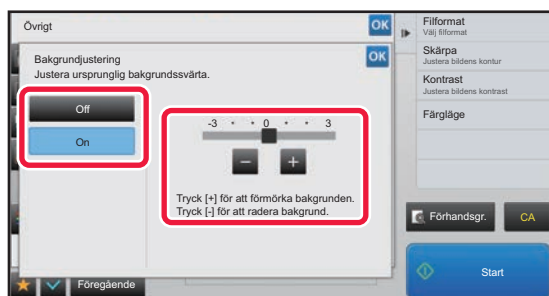 Övrigt
OK
Bakgrundjustering
Justera ursprunglig bakgrundssvärta.
OK
Off
On
-3 • • 0 • • 3
− +
Tryck [+] för att förmörka bakgrunden.
Tryck [-] för att radera bakgrund.
Föregående
Filformat
Välj filformat
Skärpa
Justera bildens kontur
Kontrast
Justera bildens kontrast
Färgläge
Förhandsgr.
CA
Start